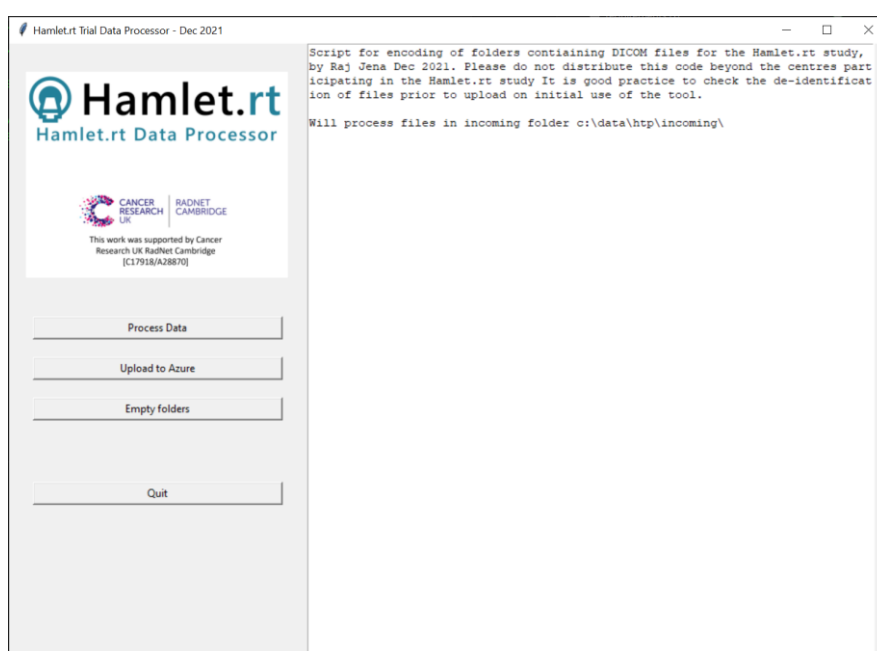 Hamlet.rt Trial Data Processor - Dec 2021
Hamlet.rt
Hamlet.rt Data Processor
CANCER
RESEARCH
UK
RADNET
CAMBRIDGE
This work was supported by Cancer
Research UK RadNet Cambridge
[C17918/A28870]
Process Data
Upload to Azure
Empty folders
Quit
Script for encoding of folders contiaining DICOM files for the Hamlet.rt study,
by Raj Jena Dec 2021. Please do not distribute this code beyond the centres part
icipating in the Hamlet.rt study It is good practice to check the de-identificat
ion of files prior to upload on initial use of the tool.
Will process files in incoming folder c:\data\htp\incoming\